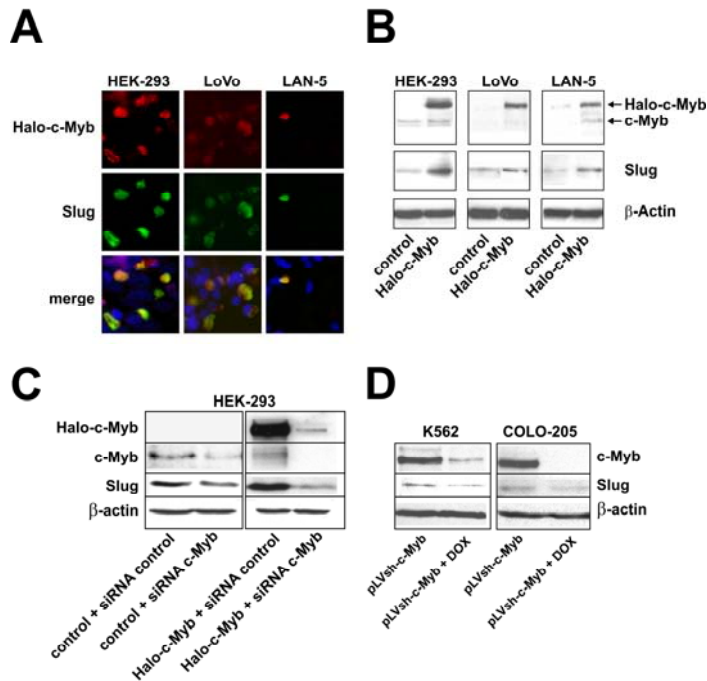 A
HEK-293 LoVo LAN-5
Halo-c-Myb
Slug
merge
B
HEK-293 LoVo LAN-5
Halo-c-Myb
c-Myb
Slug
β-Actin
control Halo-c-Myb control Halo-c-Myb control Halo-c-Myb
C
HEK-293
Halo-c-Myb
c-Myb
Slug
β-actin
control + siRNA control
control + siRNA c-Myb
Halo-c-Myb + siRNA control
Halo-c-Myb + siRNA c-Myb
D
K562 COLO-205
c-Myb
Slug
β-actin
pLVsh-c-Myb
pLVsh-c-Myb + DOX
pLVsh-c-Myb
pLVsh-c-Myb + DOX